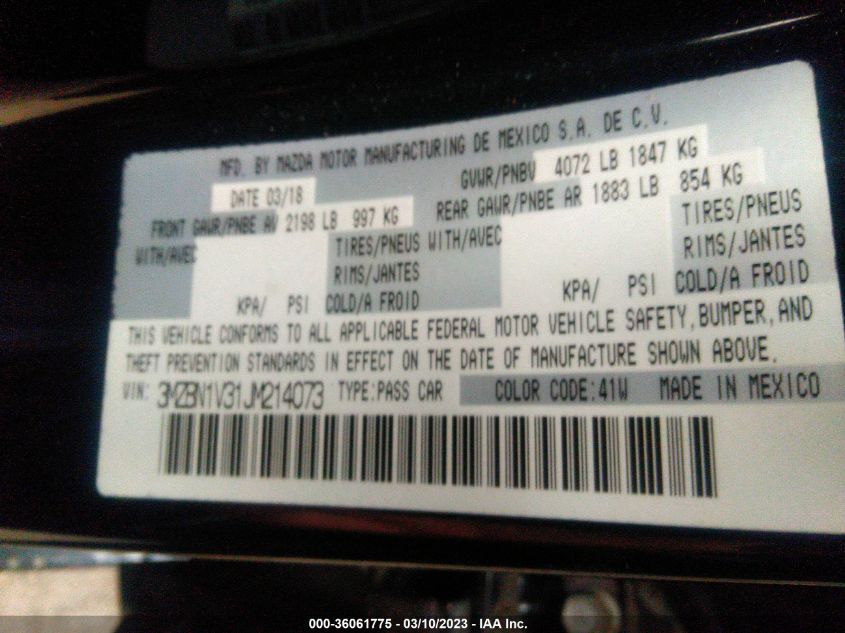 MFD. BY MAZDA MOTOR MANUFACTURING DE MEXICO S.A. DE C.V.
DATE 03/18 GVWR/PNBV 4072 LB 1847 KG
FRONT GAWR/PNBE AV 2198 LB 997 KG REAR GAWR/PNBE AR 1883 LB 854 KG
WITH/AVEC TIRES/PNEUS WITH/AVEC TIRES/PNEUS
RIMS/JANTES RIMS/JANTES
KPA/ PSI COLD/A FROID KPA/ PSI COLD/A FROID
THIS VEHICLE CONFORMS TO ALL APPLICABLE FEDERAL MOTOR VEHICLE SAFETY, BUMPER, AND
THEFT PREVENTION STANDARDS IN EFFECT ON THE DATE OF MANUFACTURE SHOWN ABOVE.
VIN: 3MZBN1V31JM214073 TYPE:PASS CAR COLOR CODE:41W MADE IN MEXICO
000-36061775 - 03/10/2023 - IAA Inc.